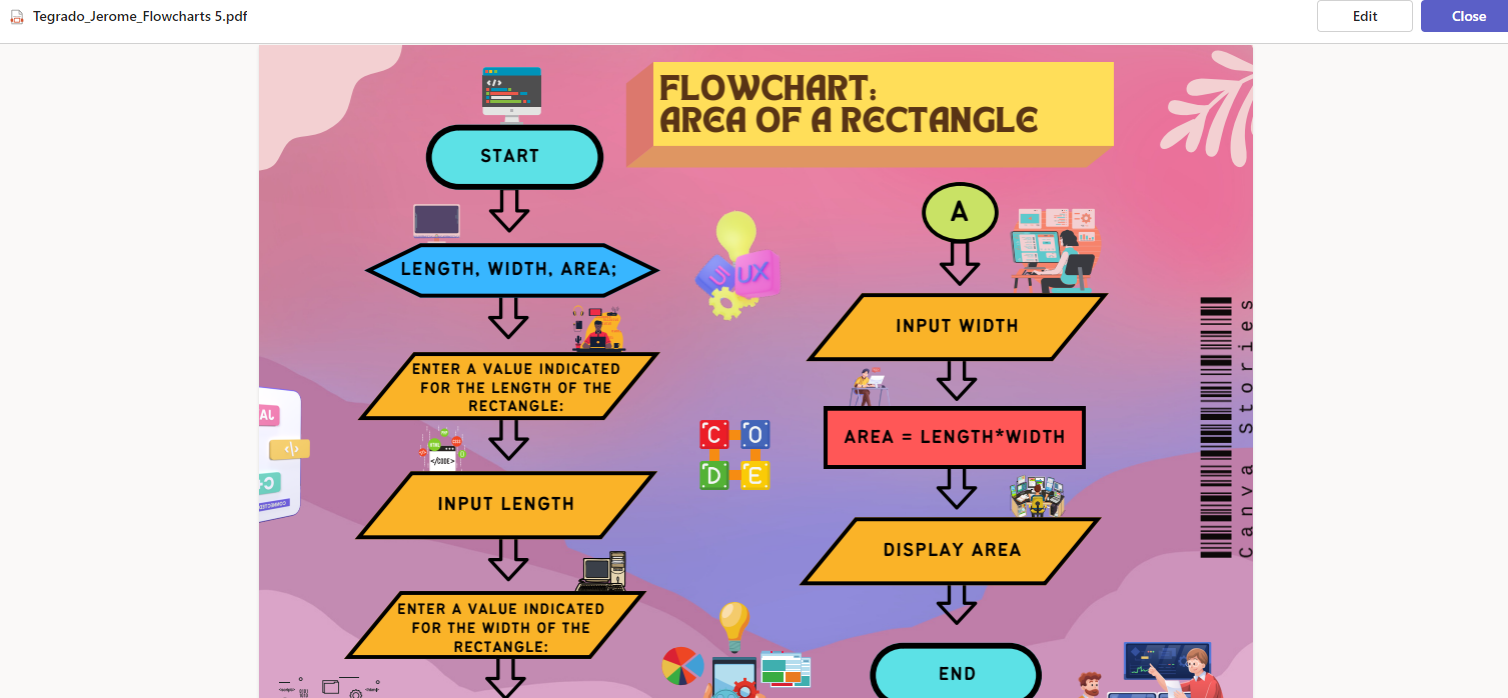 Tegrado_Jerome_Flowcharts 5.pdf
Edit
Close
FLOWCHART:
AREA OF A RECTANGLE
START
LENGTH, WIDTH, AREA;
ENTER A VALUE INDICATED
FOR THE LENGTH OF THE
RECTANGLE:
INPUT LENGTH
ENTER A VALUE INDICATED
FOR THE WIDTH OF THE
RECTANGLE:
A
INPUT WIDTH
AREA = LENGTH*WIDTH
DISPLAY AREA
END
UI
UX
C O
D E
</CODE>
Canva Stories